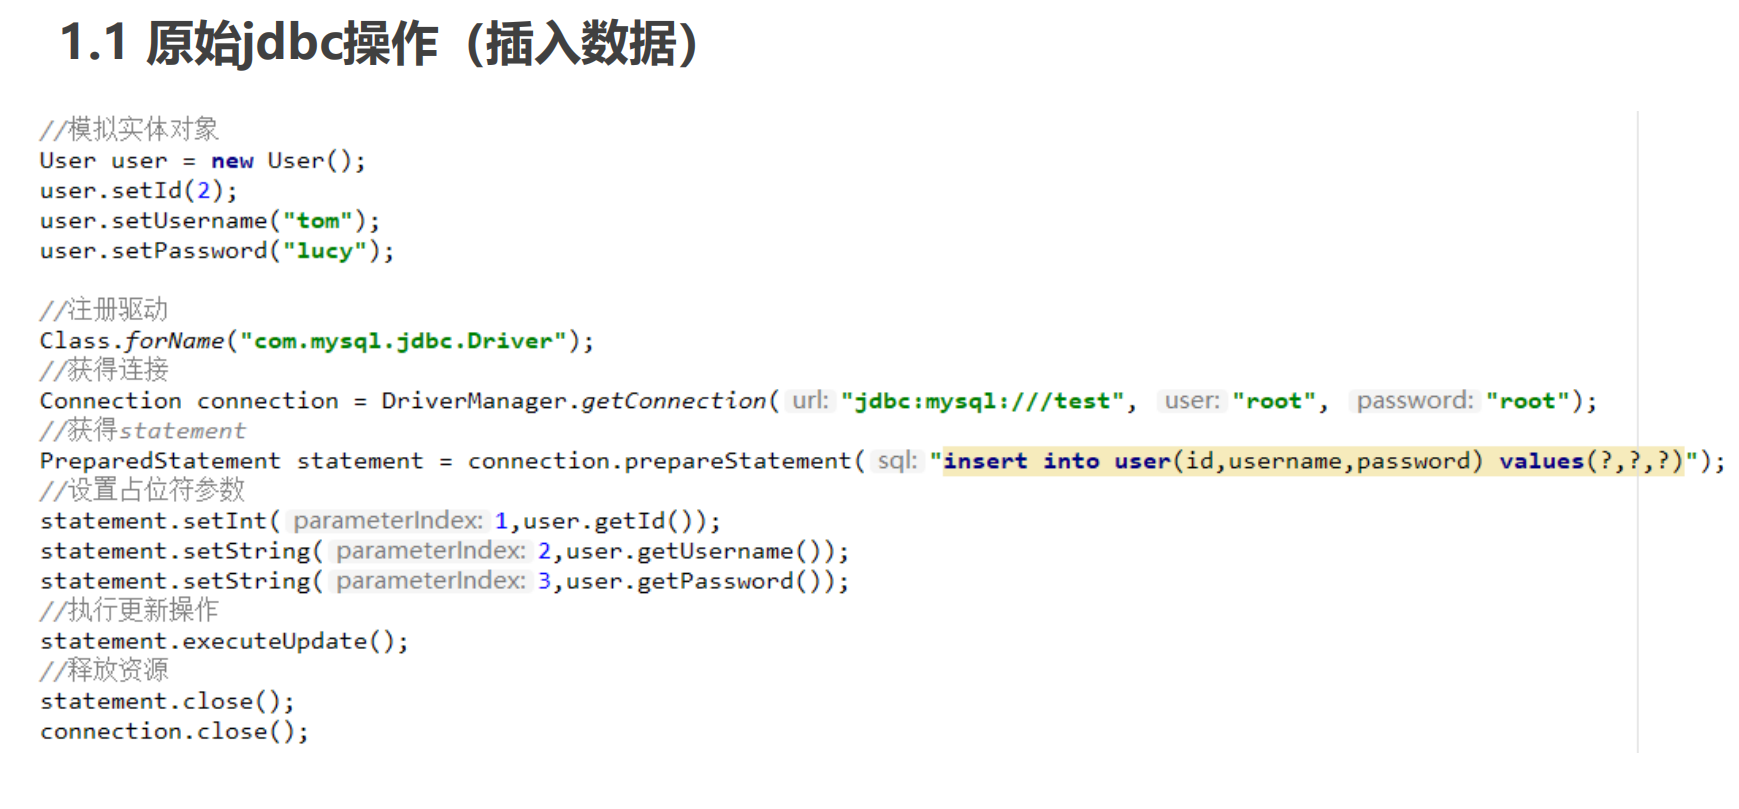 1.1 原始jdbc操作（插入数据）
//模拟实体对象
User user = new User();
user.setId(2);
user.setUsername("tom");
user.setPassword("lucy");
//注册驱动
Class.forName("com.mysql.jdbc.Driver");
//获得连接
Connection connection = DriverManager.getConnection( url: "jdbc:mysql:///test", user: "root", password: "root");
//获得statement
PreparedStatement statement = connection.prepareStatement( sql: "insert into user(id,username,password) values(?,?,?)");
//设置占位符参数
statement.setInt( parameterIndex: 1,user.getId());
statement.setString( parameterIndex: 2,user.getUsername());
statement.setString( parameterIndex: 3,user.getPassword());
//执行更新操作
statement.executeUpdate();
//释放资源
statement.close();
connection.close();